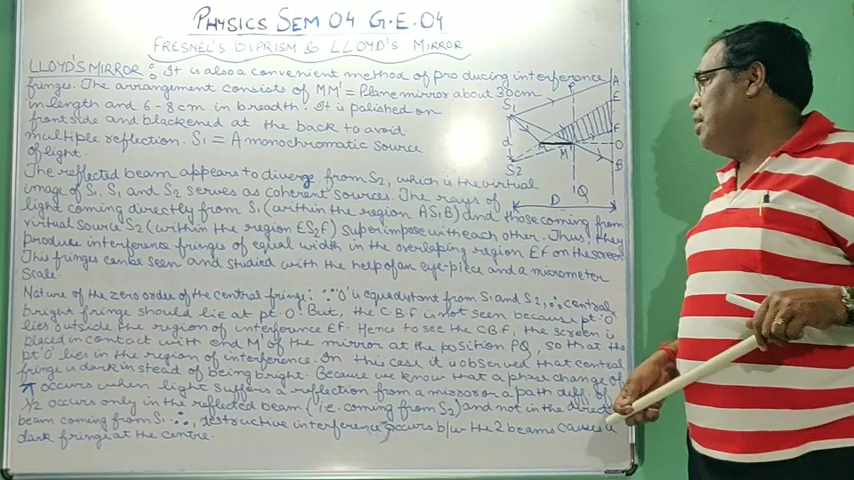 PHYSICS SEM 04 G.E.04
FRESNEL'S DIPRISM & LLOYD'S MIRROR
LLOYD'S MIRROR : It is also a convenient method of producing interference
fringes. The arrangement consists of MM' = Plane mirror about 30cm
in length and 6-8cm in breadth. It is polished on
front side and blackened at the back to avoid
multiple reflection. S1 = A monochromatic source
of light.
The reflected beam appears to diverge from S2, which is the virtual
image of S1. S1 and S2 serves as coherent sources. The rays of
light coming directly from S1 (within the region AS1B) and those coming from
virtual source S2 (within the region ES2F) superimpose with each other. Thus, they
produce interference fringes of equal width in the overlaping region EF on the screen
This fringes can be seen and studied with the help of an eye-piece and a micrometer
scale.
Nature of the zero order of the central fringe: ∵ 'O' is equadistant from S1 and S2, ∴ Central
bright fringe should lie at pt. O. But, the C.B.F is not seen because pt. 'O'
lies outside the region of interference EF. Hence to see the C.B.F, the screen is
placed in contact with end M' of the mirror at the position PQ, so that the
pt 'O' lies in the region of interference. In this case it is observed that central
fringe is dark in stead of being bright. Because we know that a phase change of
π occurs when light suffers a reflection from a mirror or a path diff. of
λ/2 occurs only in the reflected beam (i.e. coming from S2) and not in the direct
beam coming from S1. ∴, destructive interference occurs b/w the 2 beams causes a
dark fringe at the centre.
P
A
E
S1
F
d
M
M'
O
B
S2
Q
D